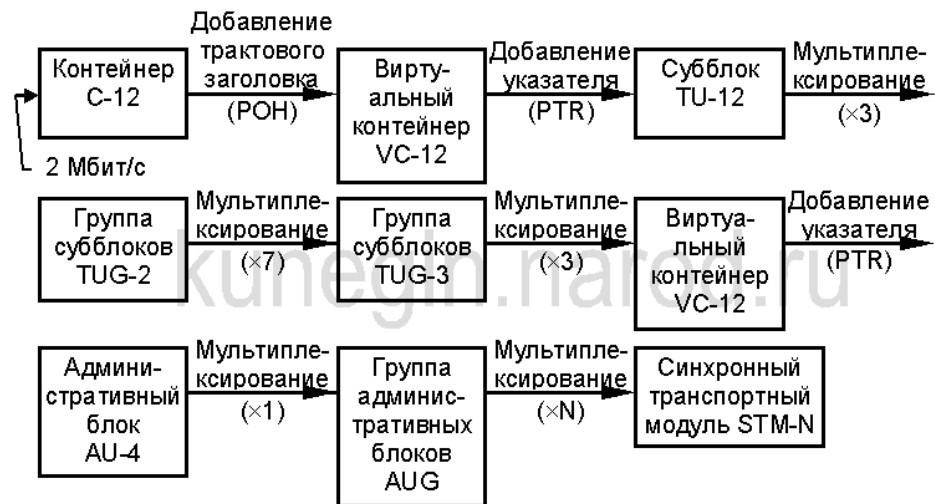 Контейнер
C-12
Добавление
трактового
заголовка
(POH)
Вирту-
альный
контейнер
VC-12
Добавление
указателя
(PTR)
Субблок
TU-12
Мультипле-
ксирование
(×3)
2 Мбит/с
Группа
субблоков
TUG-2
Мультипле-
ксирование
(×7)
Группа
субблоков
TUG-3
Мультипле-
ксирование
(×3)
Виртуа-
льный
контейнер
VC-12
Добавление
указателя
(PTR)
kunegin.narod.ru
Админи-
стративный
блок
AU-4
Мультипле-
ксирование
(×1)
Группа
админис-
тративных
блоков
AUG
Мультипле-
ксирование
(×N)
Синхронный
транспортный
модуль STM-N